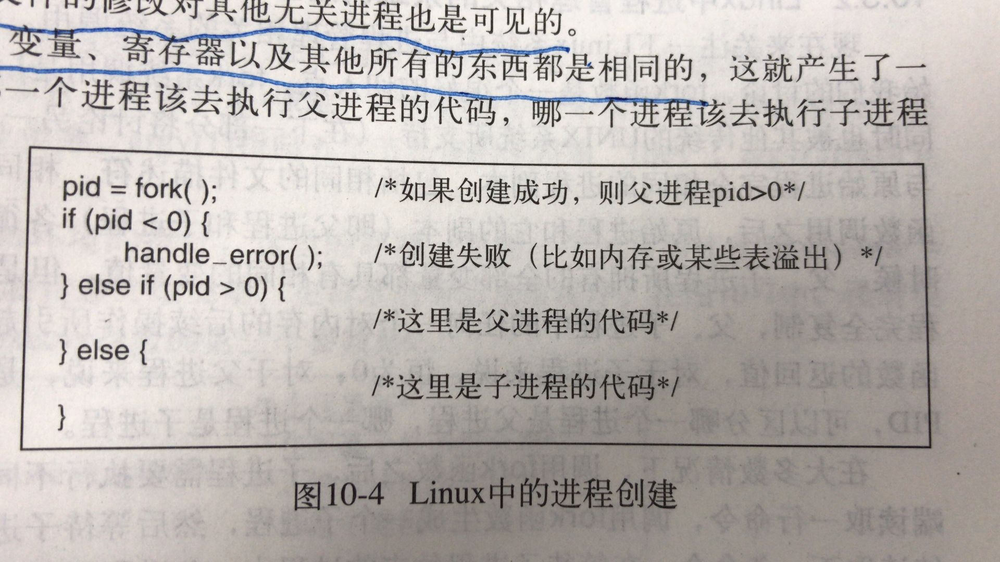 文件的修改对其他无关进程也是可见的。
变量、寄存器以及其他所有的东西都是相同的，这就产生了一
一个进程该去执行父进程的代码，哪一个进程该去执行子进程
pid = fork( ); /*如果创建成功，则父进程pid>0*/
if (pid < 0) {
handle_error( ); /*创建失败（比如内存或某些表溢出）*/
} else if (pid > 0) {
/*这里是父进程的代码*/
} else {
/*这里是子进程的代码*/
}
图10-4 Linux中的进程创建